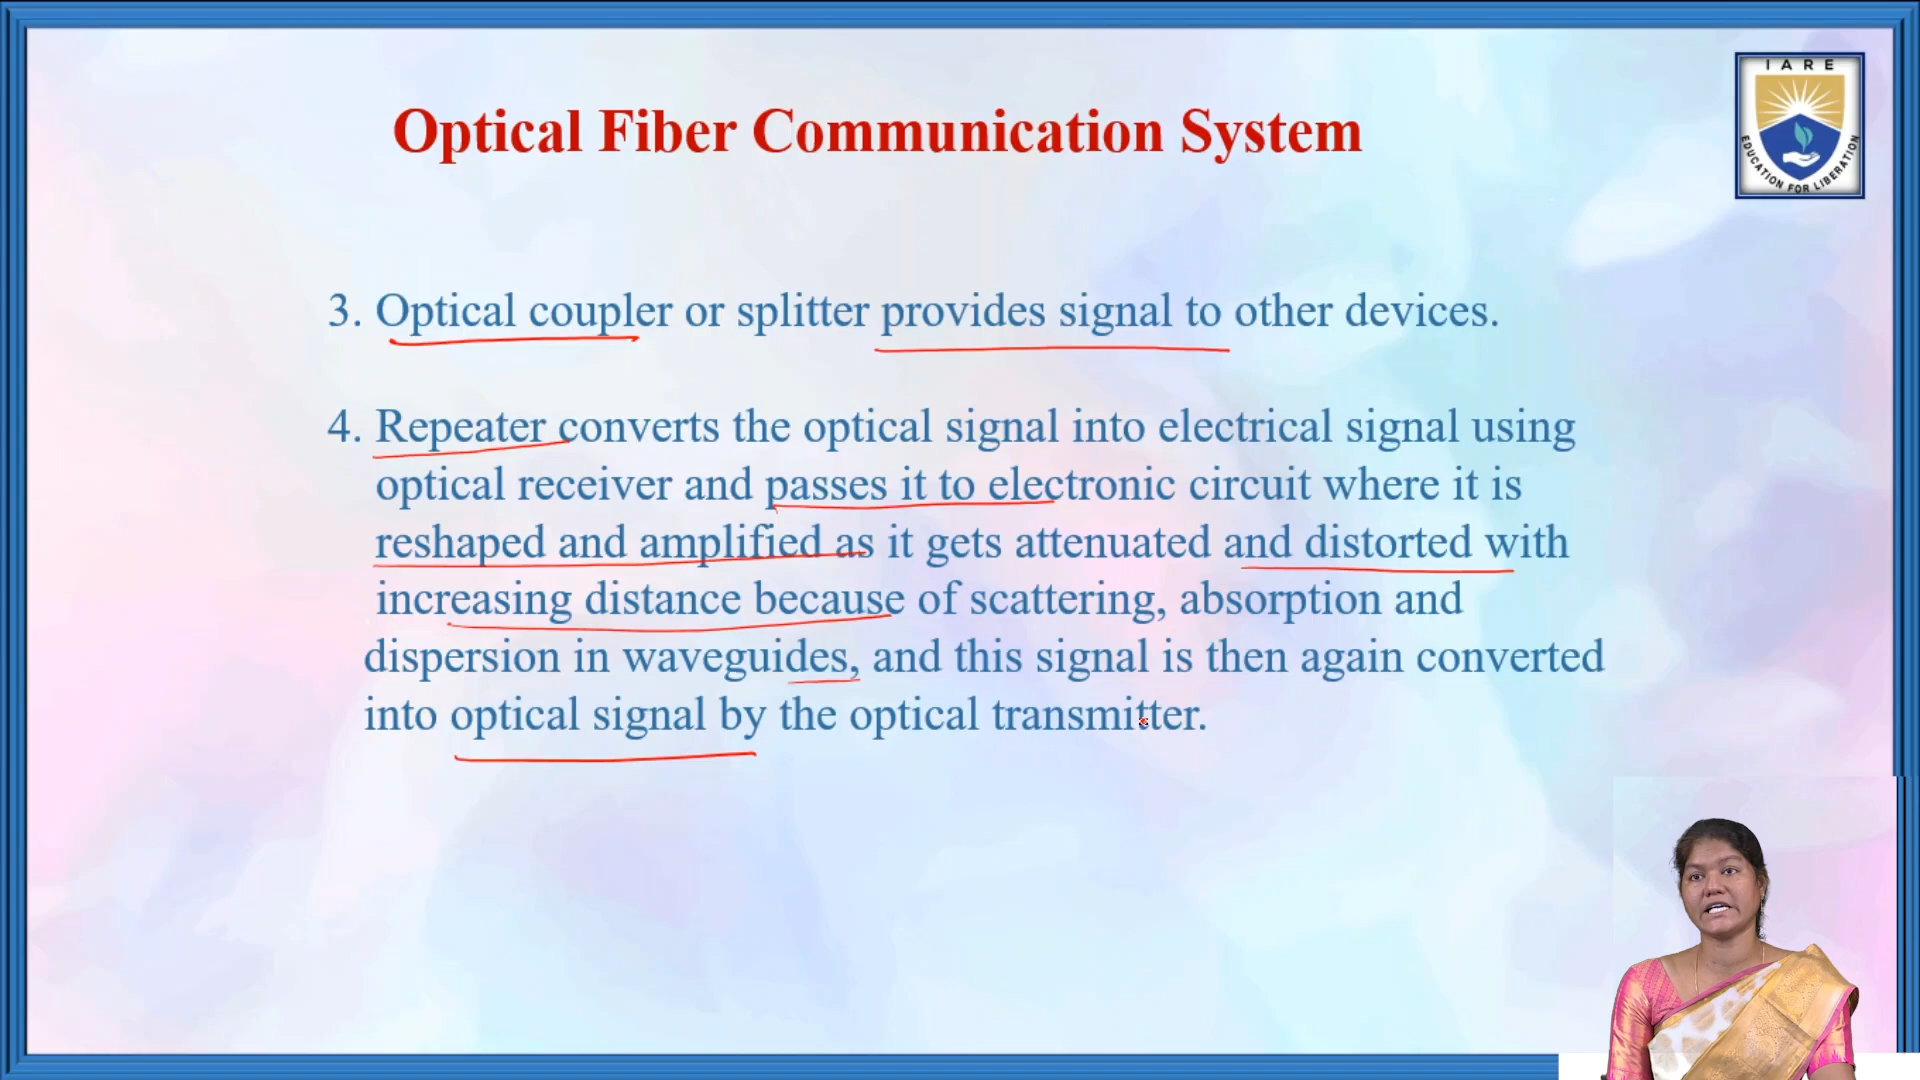 IARE
EDUCATION FOR LIBERATION
Optical Fiber Communication System
3. Optical coupler or splitter provides signal to other devices.
4. Repeater converts the optical signal into electrical signal using
optical receiver and passes it to electronic circuit where it is
reshaped and amplified as it gets attenuated and distorted with
increasing distance because of scattering, absorption and
dispersion in waveguides, and this signal is then again converted
into optical signal by the optical transmitter.